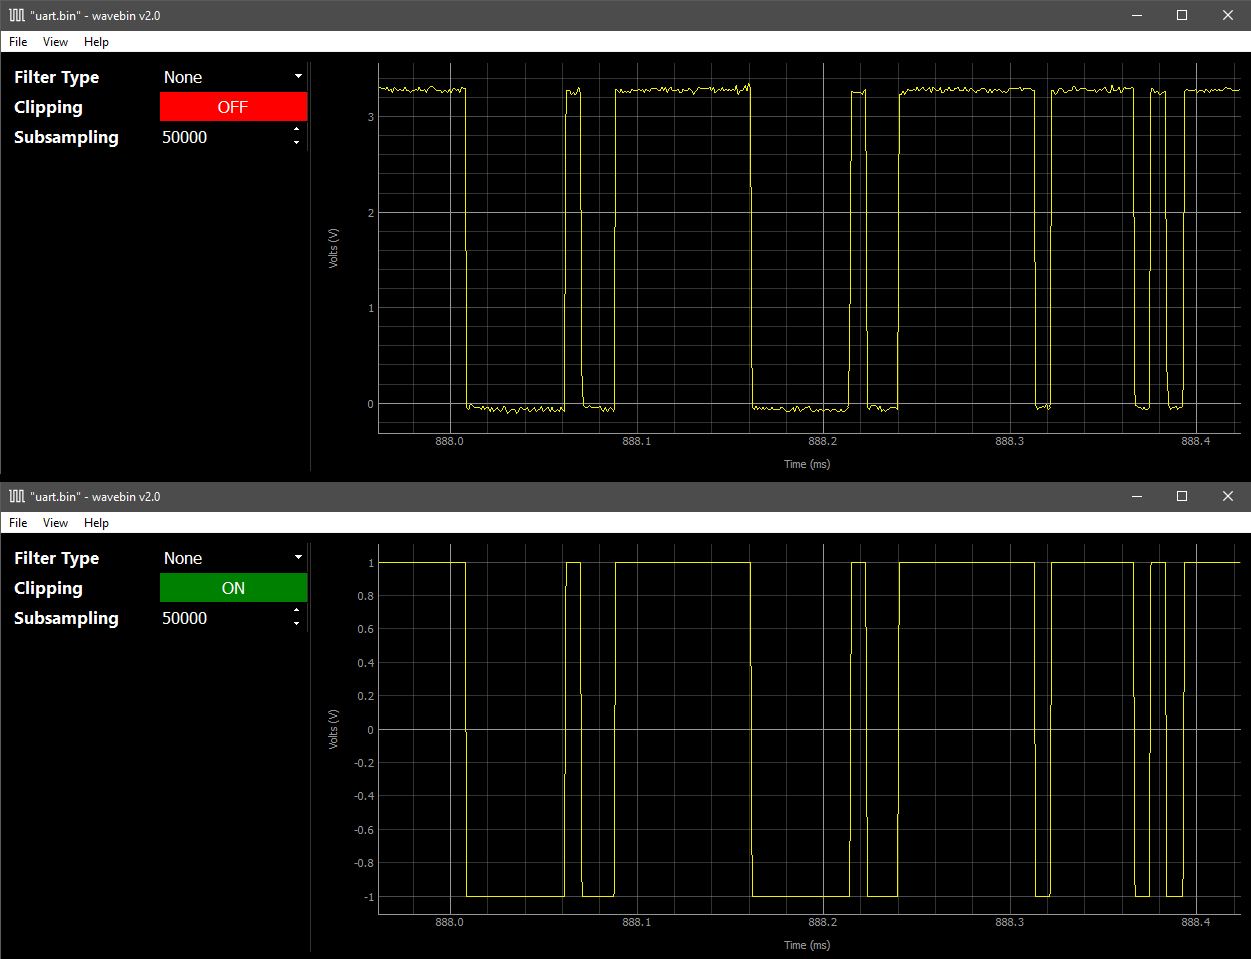 "uart.bin" - wavebin v2.0
File View Help
Filter Type None
Clipping OFF
Subsampling 50000
3
2
1
0
Volts (V)
888.0 888.1 888.2 888.3 888.4
Time (ms)
"uart.bin" - wavebin v2.0
File View Help
Filter Type None
Clipping ON
Subsampling 50000
1
0.8
0.6
0.4
0.2
0
-0.2
-0.4
-0.6
-0.8
-1
Volts (V)
888.0 888.1 888.2 888.3 888.4
Time (ms)